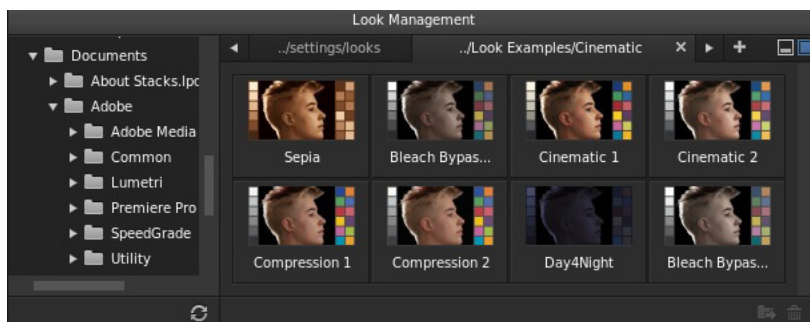 Look Management
Documents
About Stacks.lpc
Adobe
Adobe Media
Common
Lumetri
Premiere Pro
SpeedGrade
Utility
../settings/looks
../Look Examples/Cinematic
Sepia
Bleach Bypas...
Cinematic 1
Cinematic 2
Compression 1
Compression 2
Day4Night
Bleach Bypas...